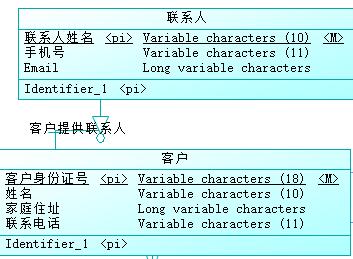 联系人
联系人姓名 <pi> Variable characters (10) <M>
手机号 Variable characters (11)
Email Long variable characters
Identifier_1 <pi>
客户提供联系人
客户
客户身份证号 <pi> Variable characters (18) <M>
姓名 Variable characters (10)
家庭住址 Long variable characters
联系电话 Variable characters (11)
Identifier_1 <pi>